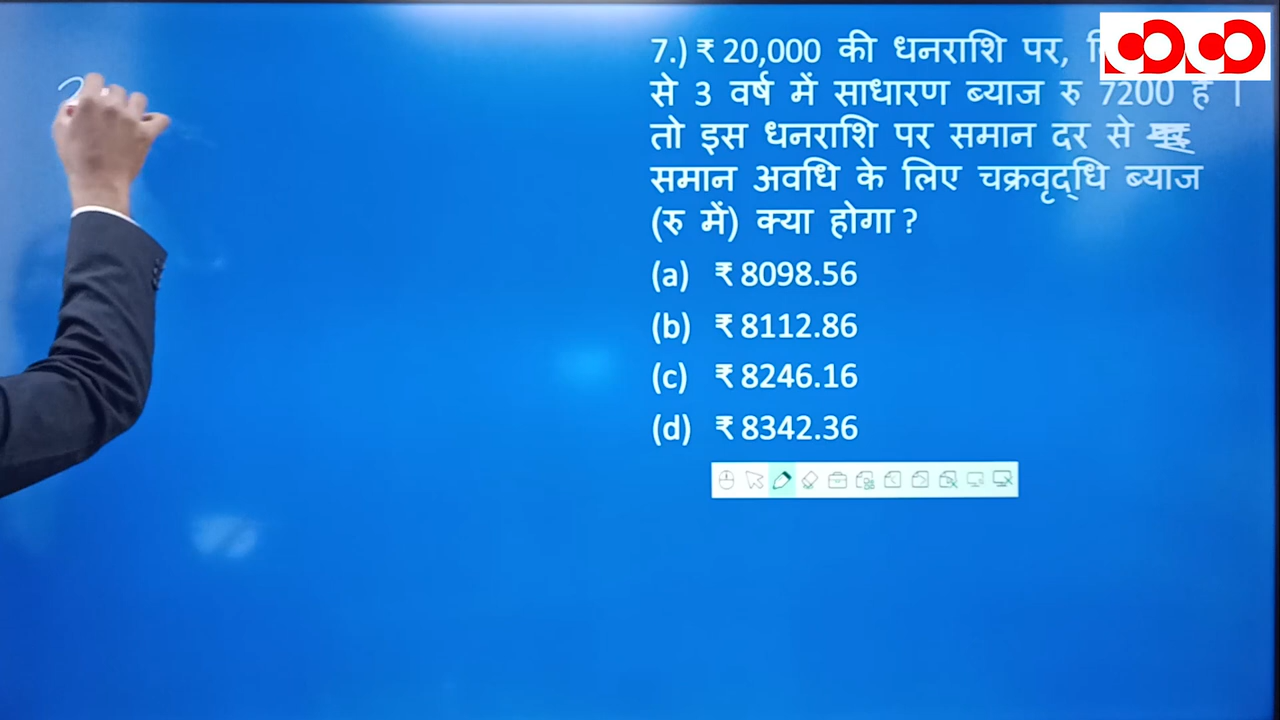 7.) ₹ 20,000 की धनराशि पर,
से 3 वर्ष में साधारण ब्याज रु 7200 है |
तो इस धनराशि पर समान दर से
समान अवधि के लिए चक्रवृद्धि ब्याज
(रु में) क्या होगा ?
(a) ₹ 8098.56
(b) ₹ 8112.86
(c) ₹ 8246.16
(d) ₹ 8342.36